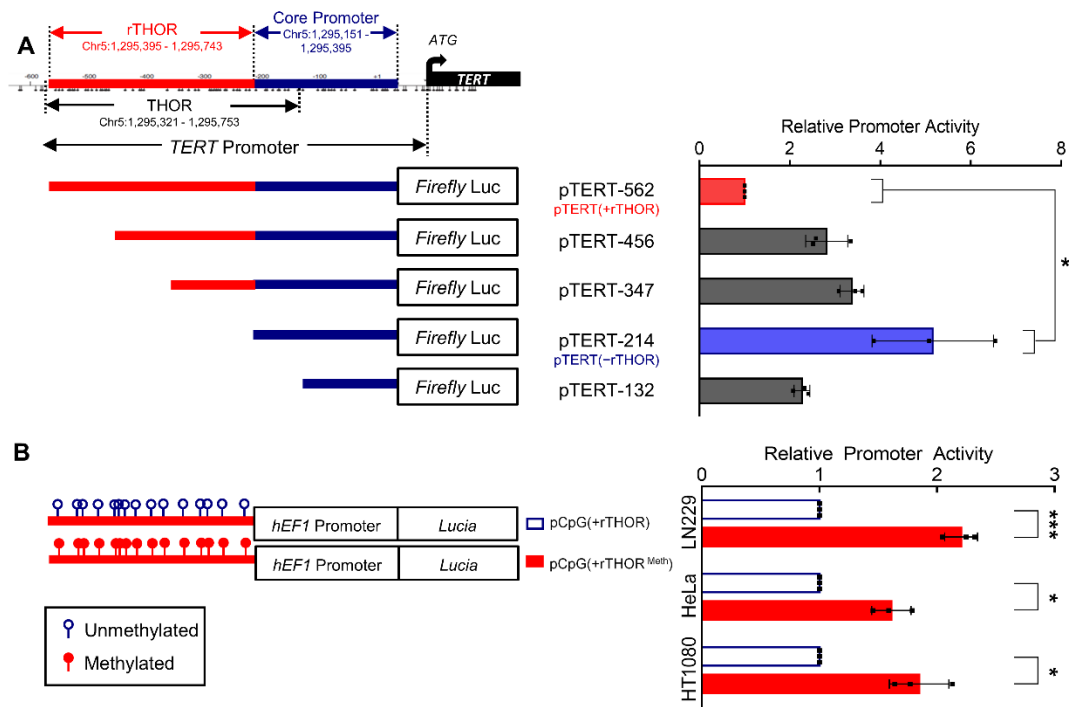 A
rTHOR
Chr5:1,295,395 - 1,295,743
Core Promoter
Chr5:1,295,151 -
1,295,395
ATG
TERT
-600
-500
-400
-300
-200
-100
+1
THOR
Chr5:1,295,321 - 1,295,753
TERT Promoter
Relative Promoter Activity
0 2 4 6 8
Firefly Luc
pTERT-562
pTERT(+rTHOR)
Firefly Luc
pTERT-456
Firefly Luc
pTERT-347
Firefly Luc
pTERT-214
pTERT(−rTHOR)
Firefly Luc
pTERT-132
*
B
Relative Promoter Activity
0 1 2 3
hEF1 Promoter
Lucia
pCpG(+rTHOR)
hEF1 Promoter
Lucia
pCpG(+rTHOR Meth)
Unmethylated
Methylated
LN229
***
HeLa
*
HT1080
*